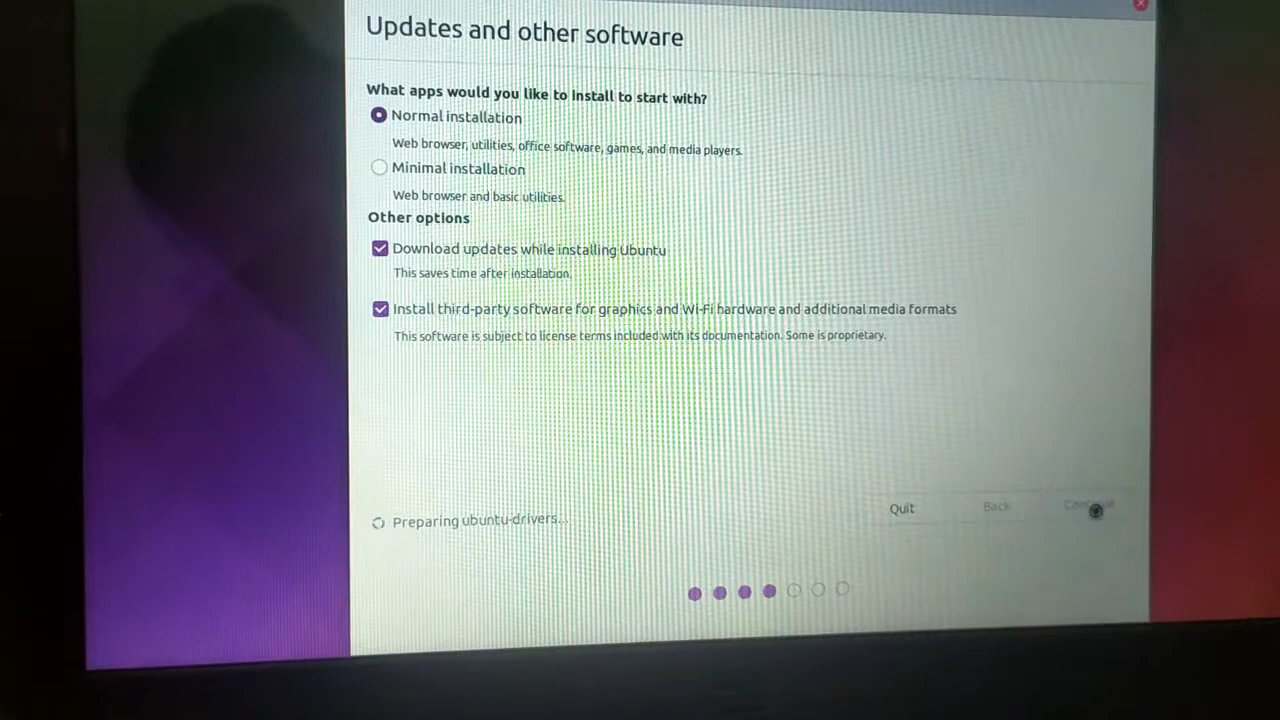 Updates and other software
What apps would you like to install to start with?
Normal installation
Web browser, utilities, office software, games, and media players.
Minimal installation
Web browser and basic utilities.
Other options
Download updates while installing Ubuntu
This saves time after installation.
Install third-party software for graphics and Wi-Fi hardware and additional media formats
This software is subject to license terms included with its documentation. Some is proprietary.
Preparing ubuntu-drivers...
Quit
Back